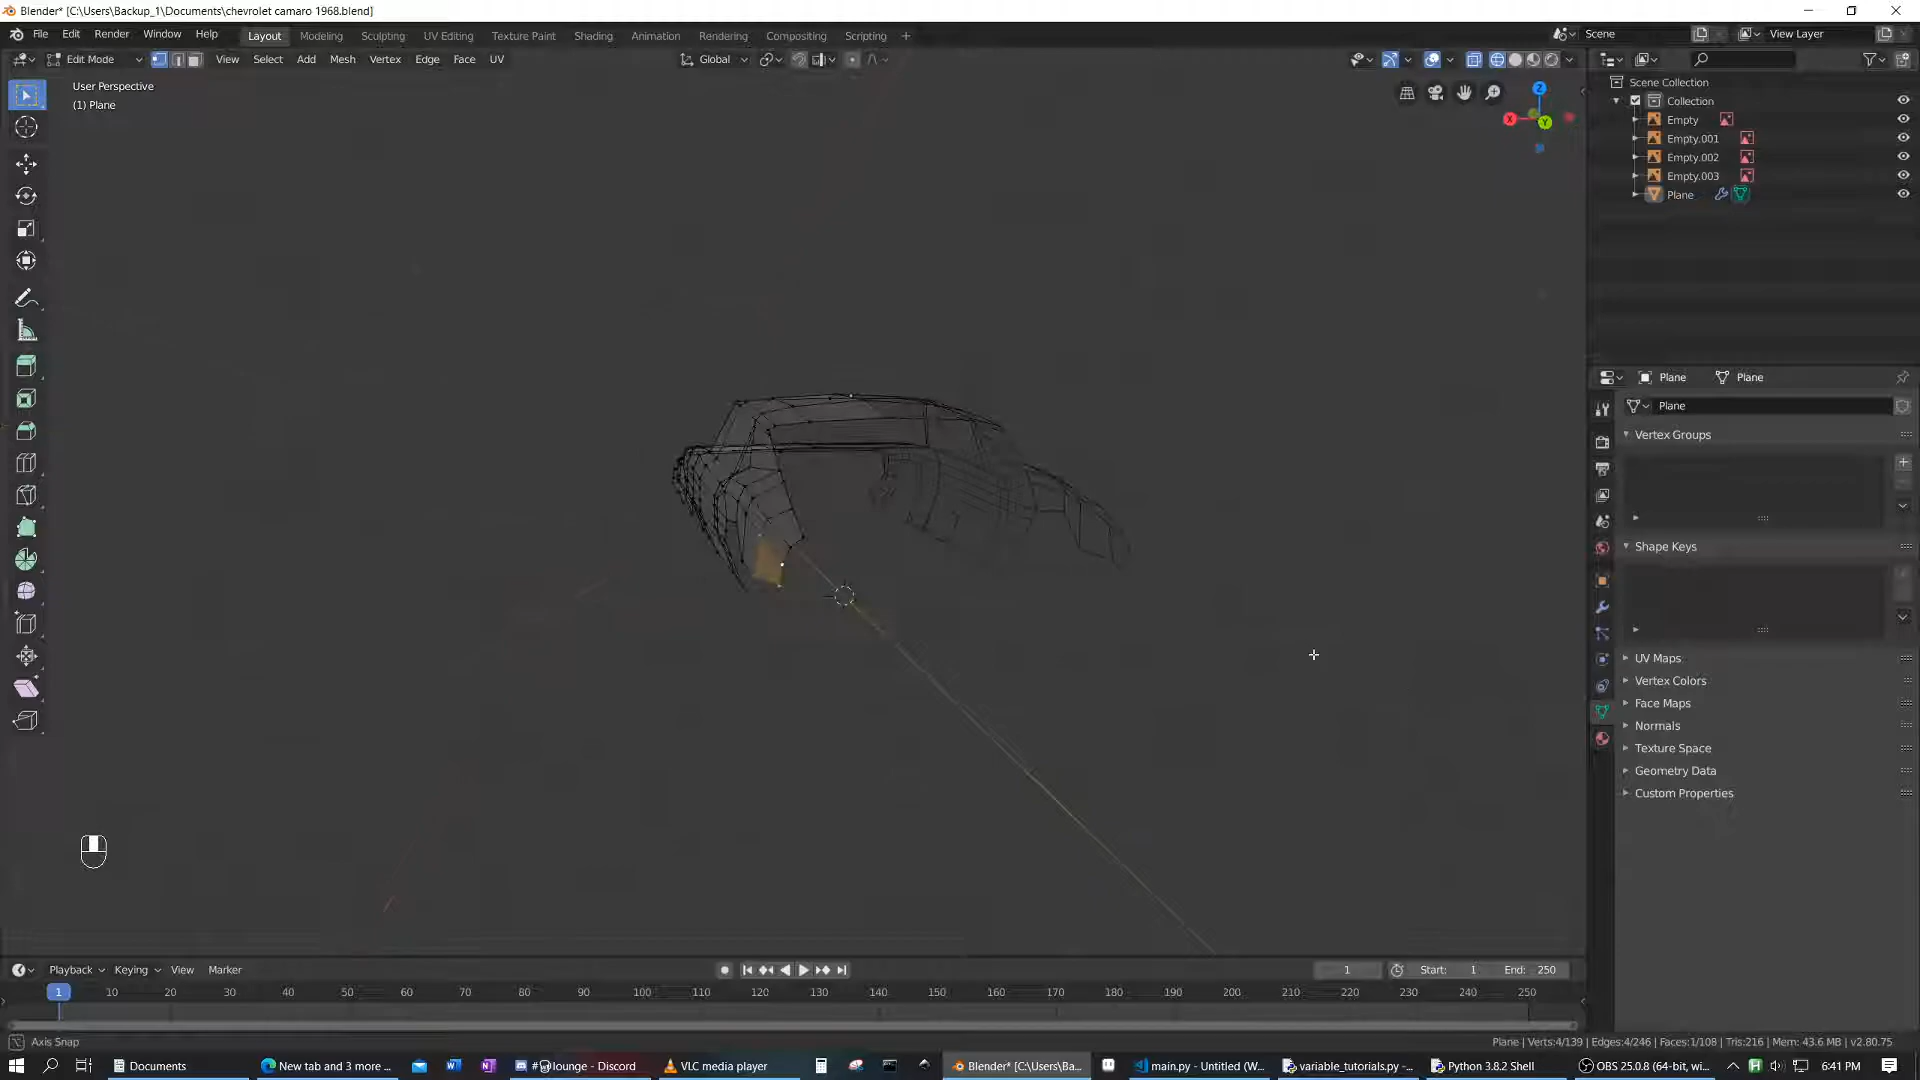 Blender* [C:\Users\Backup_1\Documents\chevrolet camaro 1968.blend]
File Edit Render Window Help Layout Modeling Sculpting UV Editing Texture Paint Shading Animation Rendering Compositing Scripting + Scene View Layer
Edit Mode View Select Add Mesh Vertex Edge Face UV Global
User Perspective
(1) Plane
X Y Z
Scene Collection
Collection
Empty
Empty.001
Empty.002
Empty.003
Plane
Plane Plane
Plane
Vertex Groups
Shape Keys
UV Maps
Vertex Colors
Face Maps
Normals
Texture Space
Geometry Data
Custom Properties
Playback Keying View Marker 1 Start: 1 End: 250
1 10 20 30 40 50 60 70 80 90 100 110 120 130 140 150 160 170 180 190 200 210 220 230 240 250
Axis Snap Plane | Verts:4/139 | Edges:4/246 | Faces:1/108 | Tris:216 | Mem: 43.6 MB | v2.80.75
Documents New tab and 3 more ... lounge - Discord VLC media player Blender* [C:\Users\Ba... main.py - Untitled (W... variable_tutorials.py -... Python 3.8.2 Shell OBS 25.0.8 (64-bit, wi... 6:41 PM